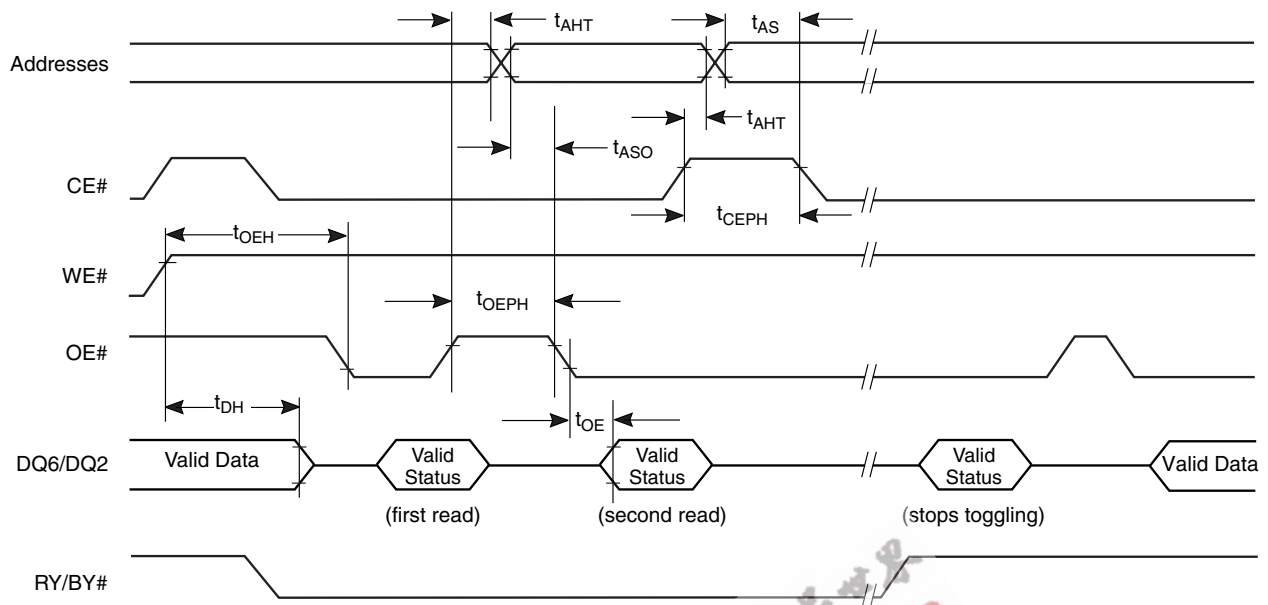 tAHT
tAS
Addresses
tAHT
tASO
CE#
tCEPH
tOEH
WE#
tOEPH
OE#
tDH
tOE
DQ6/DQ2
Valid Data
Valid
Status
Valid
Status
Valid
Status
Valid Data
(first read)
(second read)
(stops toggling)
RY/BY#